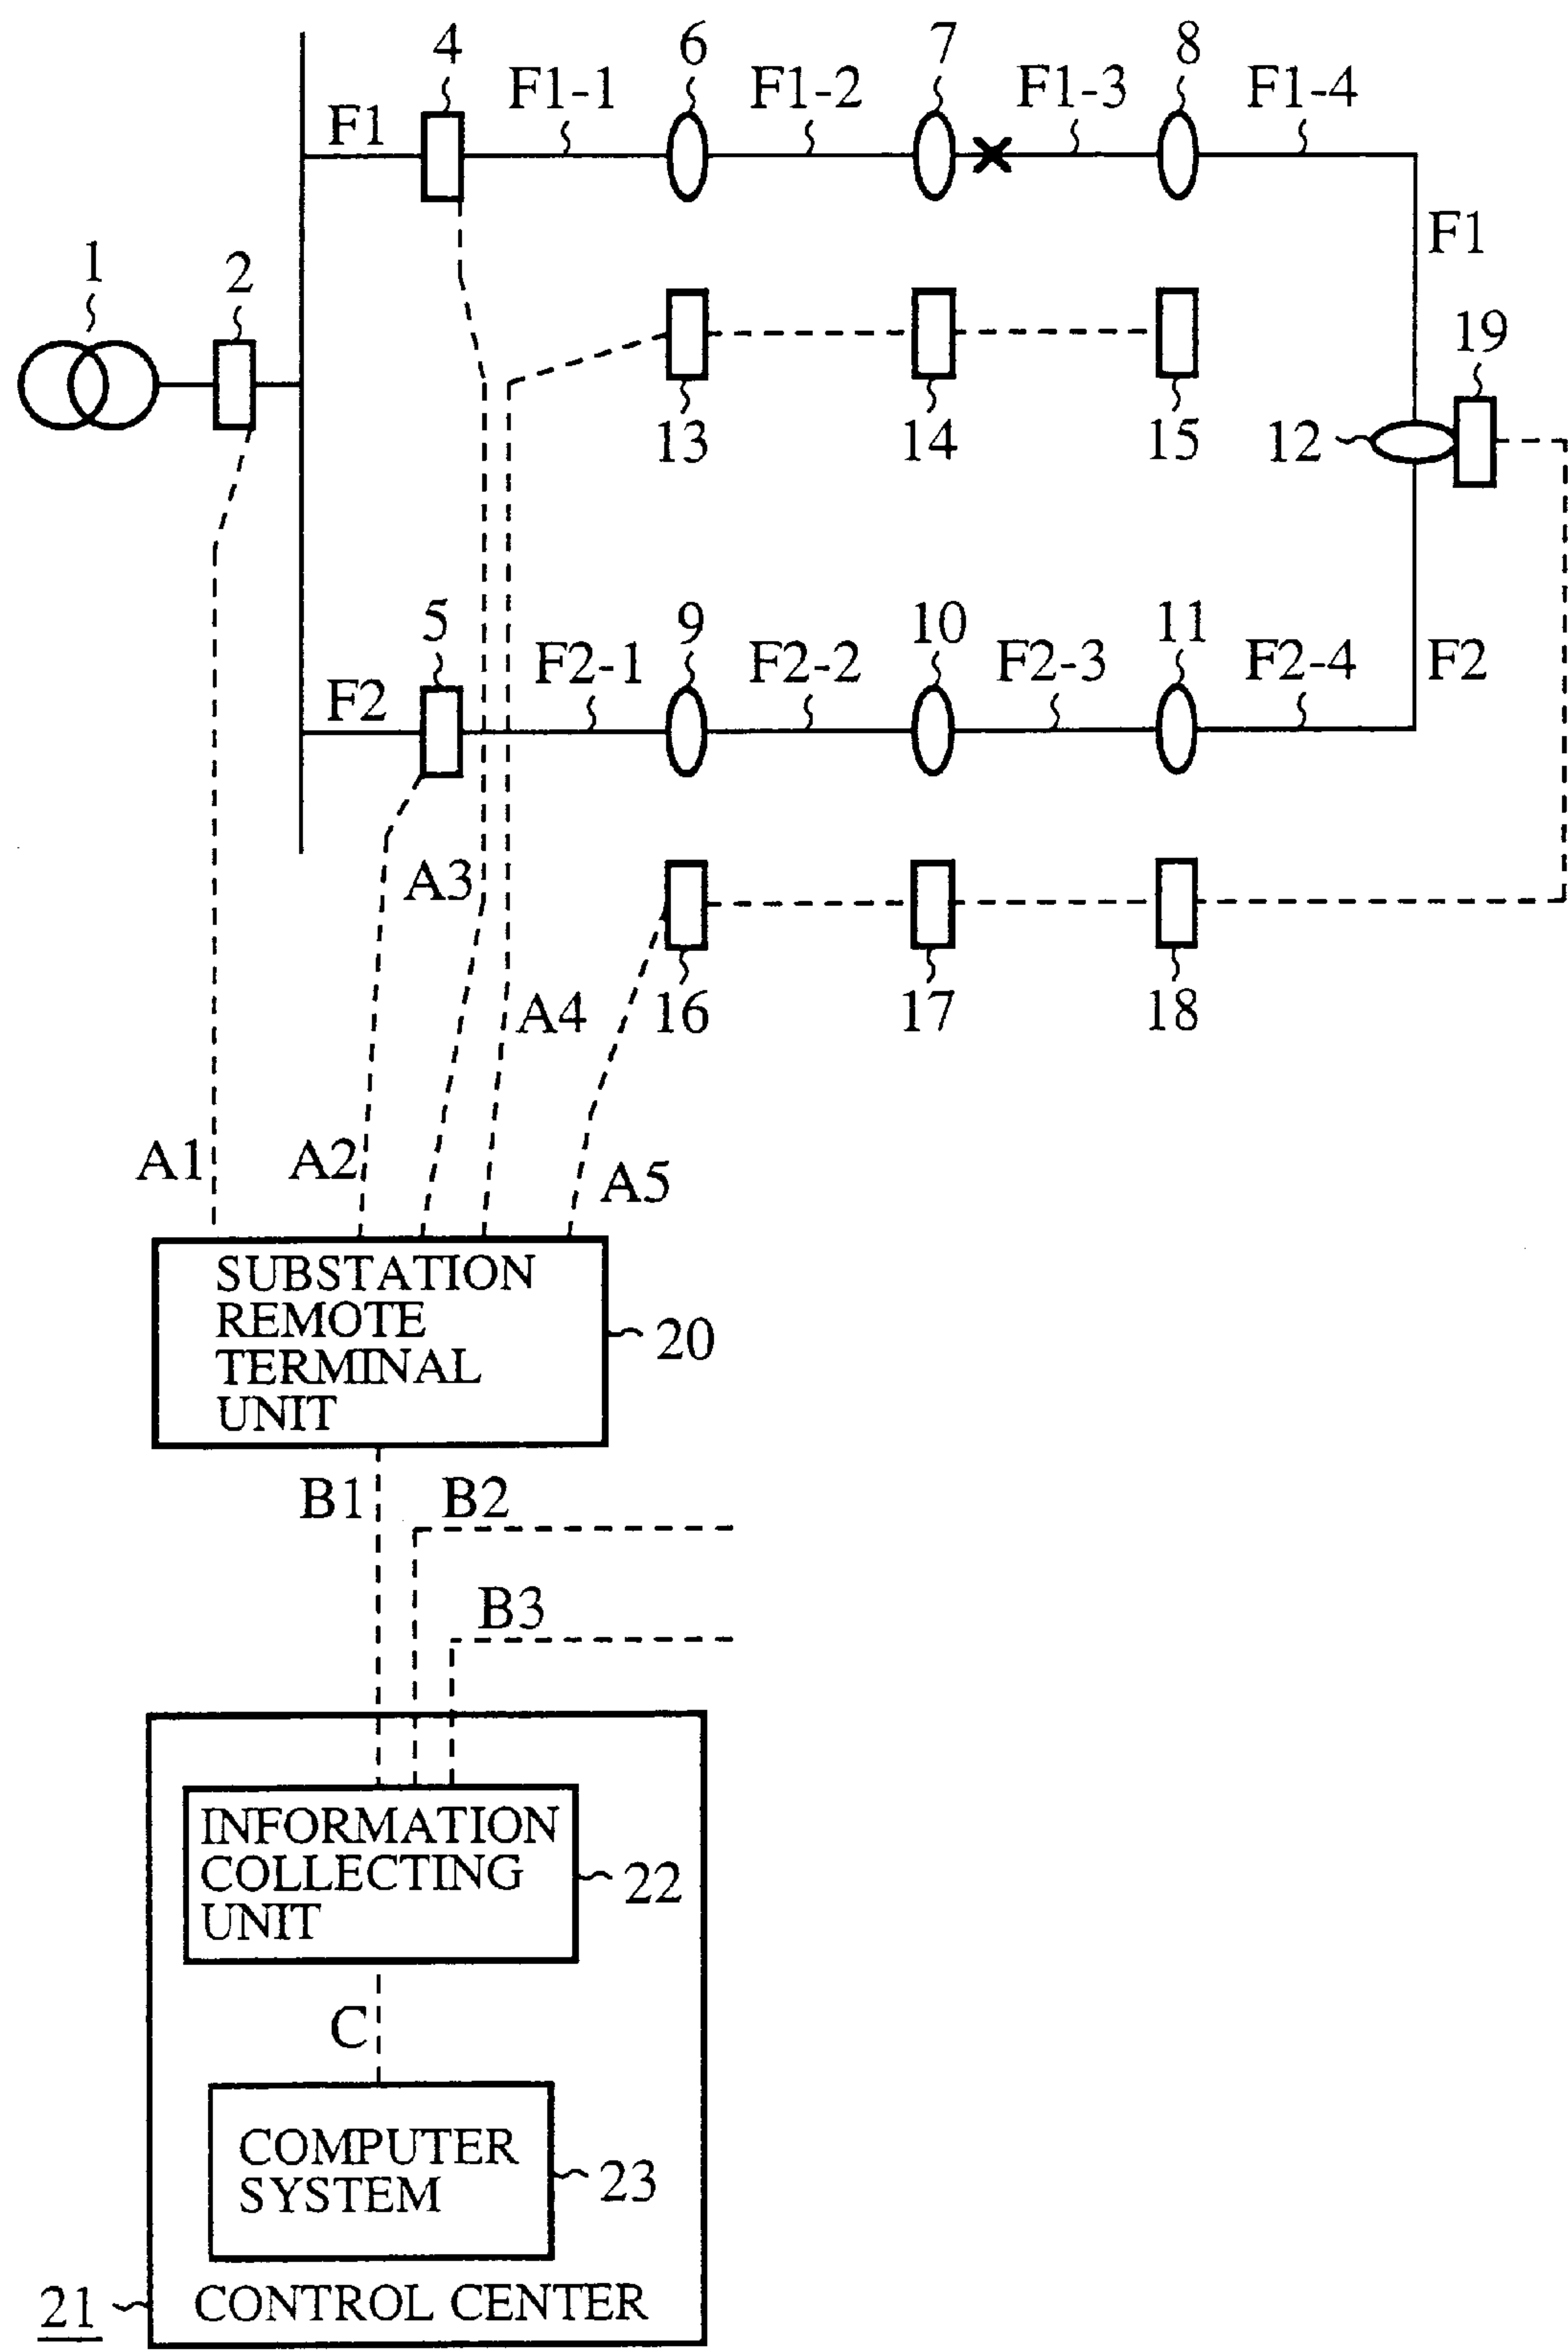 4
6
7
8
F1
F1-1
F1-2
F1-3
F1-4
F1
1
2
19
13
14
15
12
5
9
10
11
F2
F2-1
F2-2
F2-3
F2-4
F2
A3
16
17
18
A4
A1
A2
A5
SUBSTATION
REMOTE
TERMINAL
UNIT
20
B1
B2
B3
INFORMATION
COLLECTING
UNIT
22
C
COMPUTER
SYSTEM
23
21
CONTROL CENTER